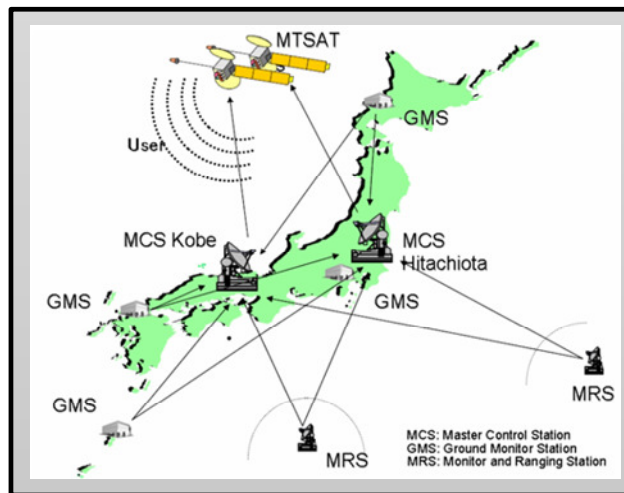 MTSAT
GMS
User
MCS Kobe
MCS
Hitachiota
GMS
GMS
GMS
MRS
MRS
MCS: Master Control Station
GMS: Ground Monitor Station
MRS: Monitor and Ranging Station